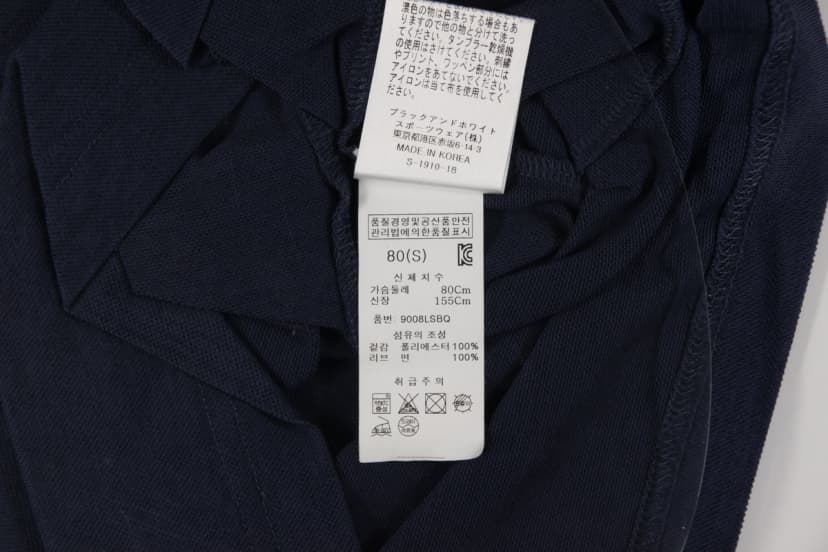 濃色の物は色落ちする場合もあ
りますので他の物と分けて洗っ
てください。タンブラー乾燥機の
使用はさけてください。刺繍
やプリント、ワッペン部分には
アイロンをあてないでください。
アイロンは当て布を使用してく
ださい。
ブラックアンドホワイト
スポーツウェア(株)
東京都港区赤坂6-14-3
MADE IN KOREA
S-1910-18
품질경영및공산품안전
관리법에의한품질표시
80(S)
신체치수
가슴둘레 80Cm
신장 155Cm
품번: 9008LSBQ
섬유의 조성
겉감 폴리에스터 100%
리브 면 100%
취급주의